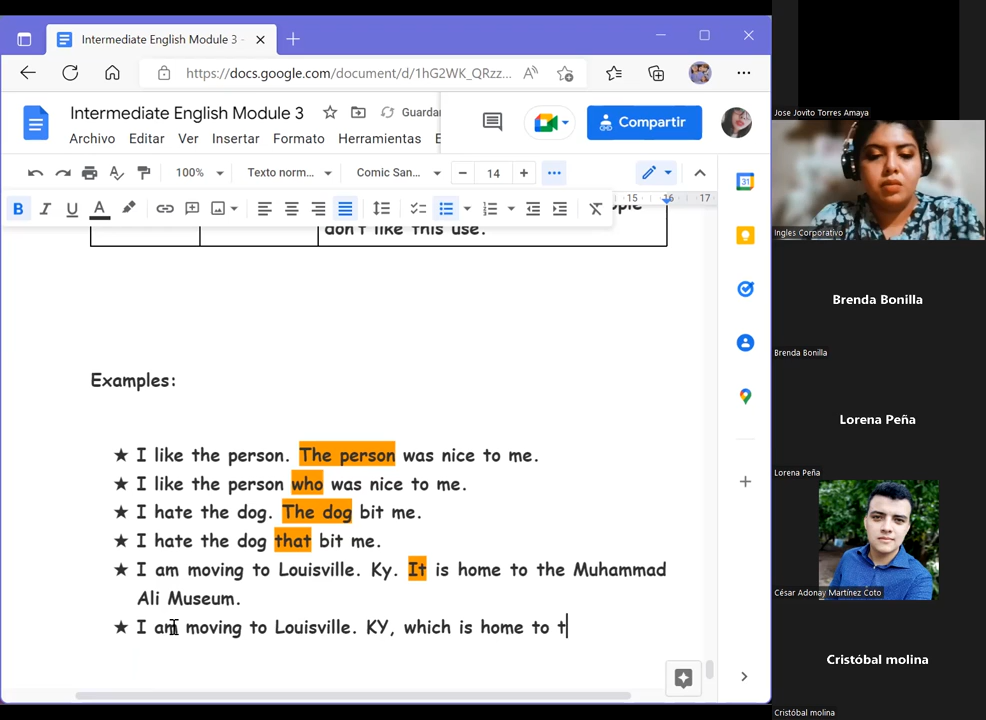 Intermediate English Module 3 -
https://docs.google.com/document/d/1hG2WK_QRzz...
Intermediate English Module 3
Guardar
Compartir
Archivo Editar Ver Insertar Formato Herramientas E
100% Texto norm... Comic San... 14
15 16 17
don't like this use.
Examples:
★ I like the person. The person was nice to me.
★ I like the person who was nice to me.
★ I hate the dog. The dog bit me.
★ I hate the dog that bit me.
★ I am moving to Louisville. Ky. It is home to the Muhammad
Ali Museum.
★ I am moving to Louisville. KY, which is home to t
Jose Jovito Torres Amaya
Ingles Corporativo
Brenda Bonilla
Brenda Bonilla
Lorena Peña
Lorena Peña
César Adonay Martínez Coto
Cristóbal molina
Cristóbal molina